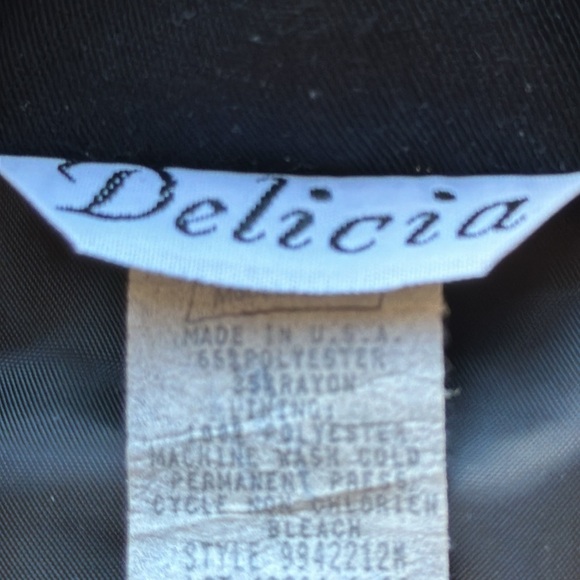 Delicia
MADE IN U.S.A.
65%POLYESTER
35%RAYON
LINING:
100% POLYESTER
MACHINE WASH COLD
PERMANENT PRESS
CYCLE NON CHLORIEN
BLEACH
STYLE 9942212M